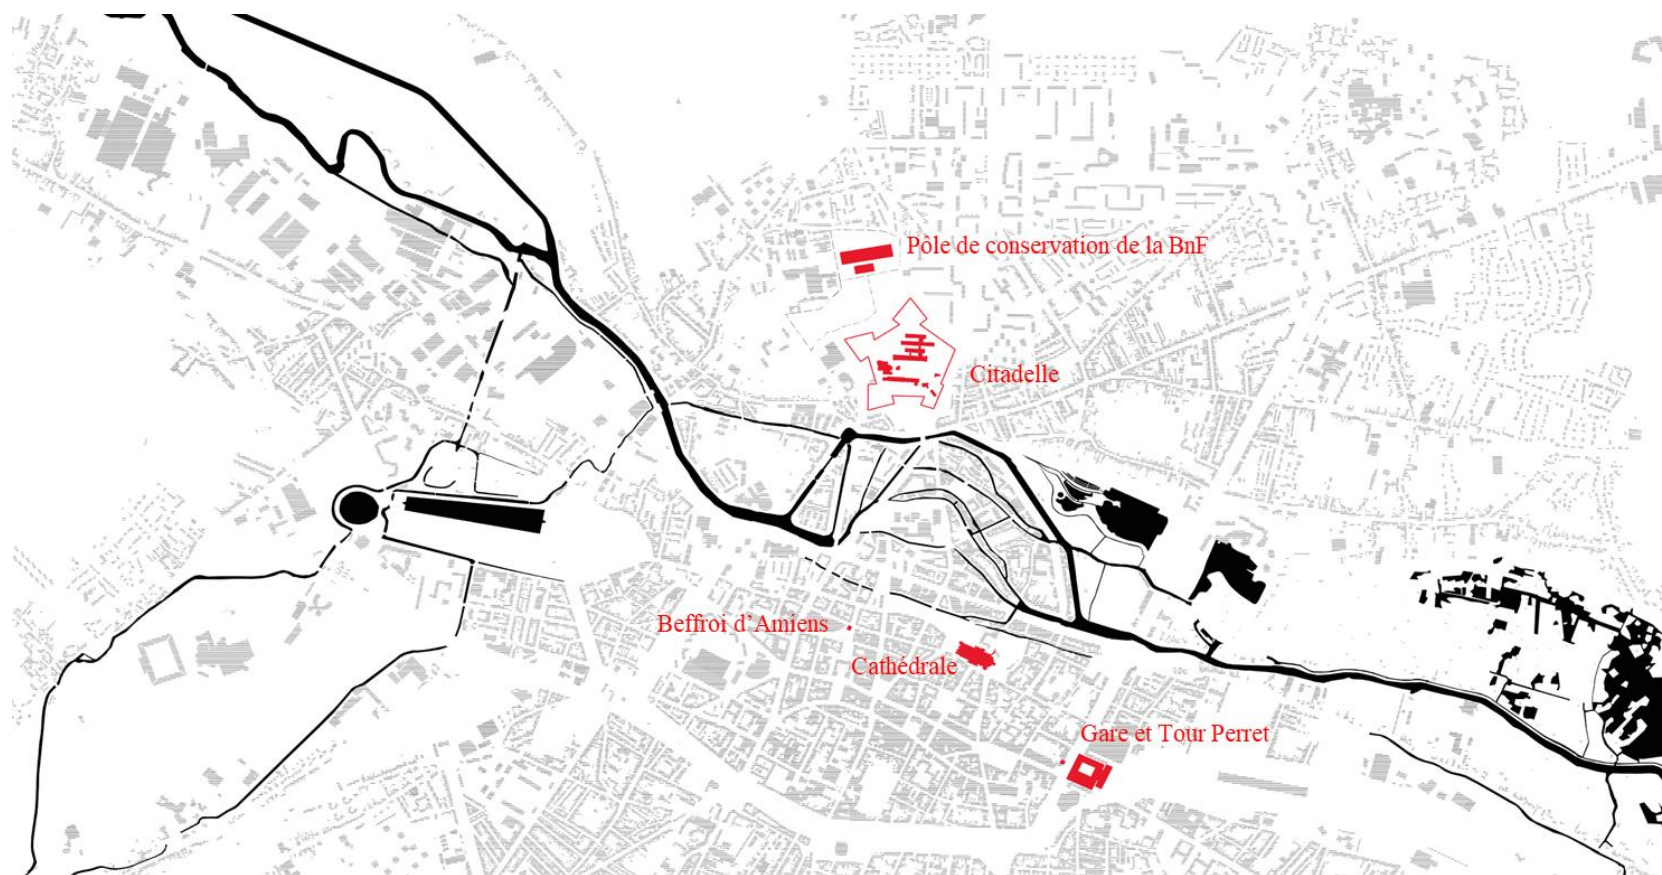 Pôle de conservation de la BnF
Citadelle
Beffroi d’Amiens
Cathédrale
Gare et Tour Perret